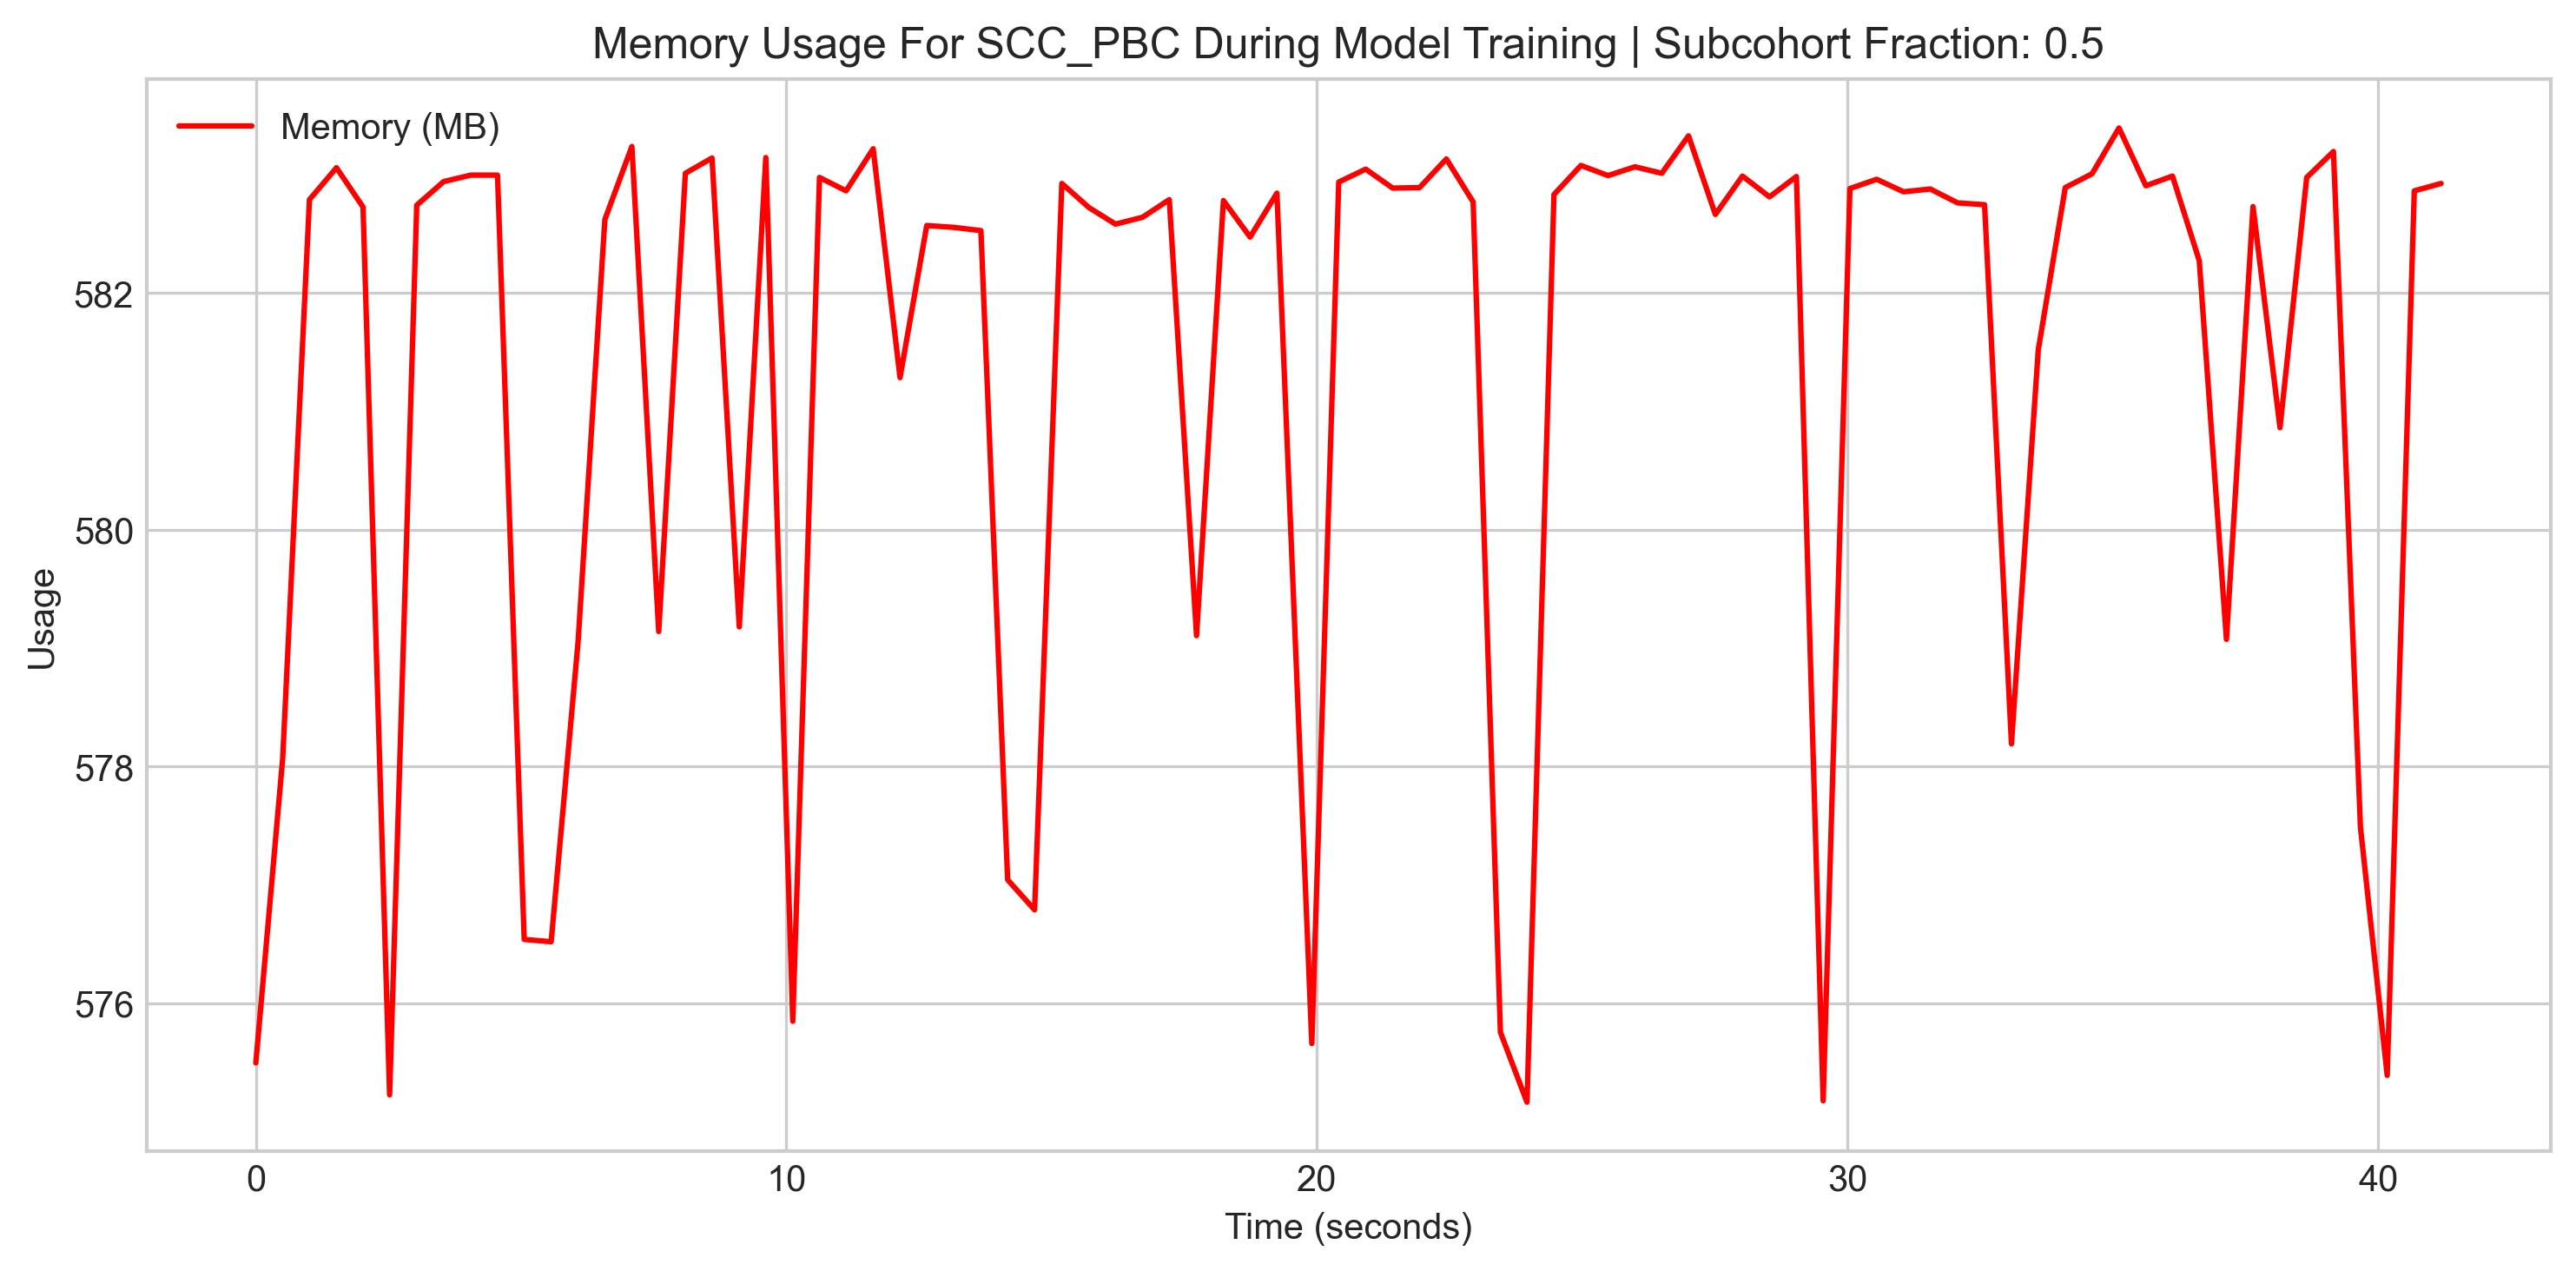 Memory Usage For SCC_PBC During Model Training | Subcohort Fraction: 0.5
Memory (MB)
582
580
578
576
Usage
0 10 20 30 40
Time (seconds)